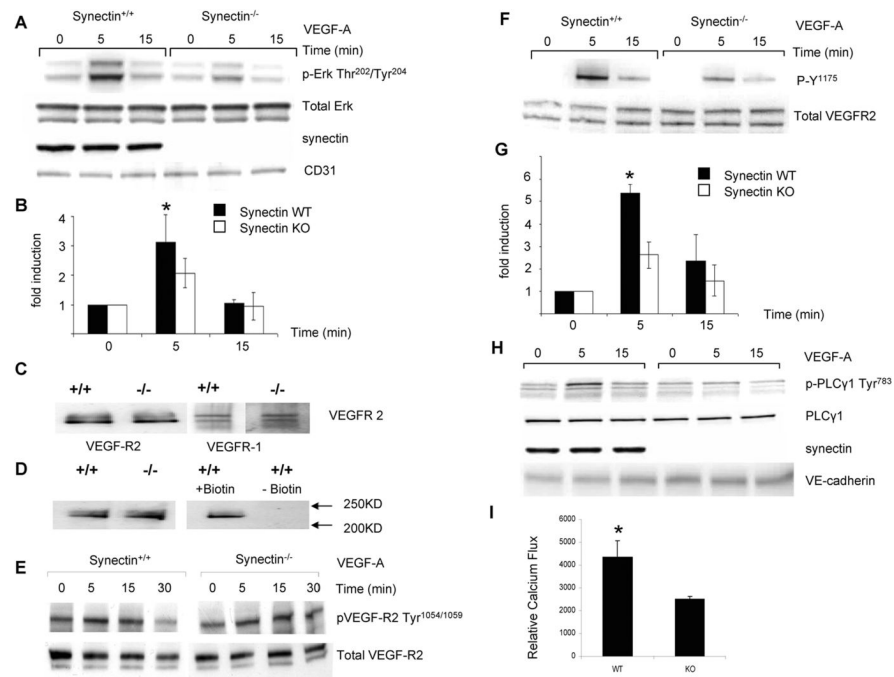 A
Synectin+/+ Synectin-/-
VEGF-A
0 5 15 0 5 15
Time (min)
p-Erk Thr202/Tyr204
Total Erk
synectin
CD31
B
Synectin WT
Synectin KO
fold induction
4
3
2
1
0 5 15
Time (min)
C
+/+ -/- +/+ -/-
VEGFR 2
VEGF-R2 VEGFR-1
D
+/+ -/- +/+ +/+
+Biotin - Biotin
250KD
200KD
E
Synectin+/+ Synectin-/-
VEGF-A
0 5 15 30 0 5 15 30
Time (min)
pVEGF-R2 Tyr1054/1059
Total VEGF-R2
F
Synectin+/+ Synectin-/-
VEGF-A
0 5 15 0 5 15
Time (min)
P-Y1175
Total VEGFR2
G
*
Synectin WT
Synectin KO
fold induction
6
5
4
3
2
1
0 5 15
Time (min)
H
0 5 15 0 5 15
VEGF-A
p-PLCγ1 Tyr783
PLCγ1
synectin
VE-cadherin
I
*
Relative Calcium Flux
6000
5000
4000
3000
2000
1000
0
WT KO